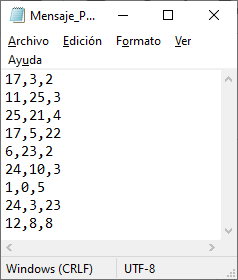 Mensaje_P...
Archivo Edición Formato Ver
Ayuda
17,3,2
11,25,3
25,21,4
17,5,22
6,23,2
24,10,3
1,0,5
24,3,23
12,8,8
Windows (CRLF) UTF-8